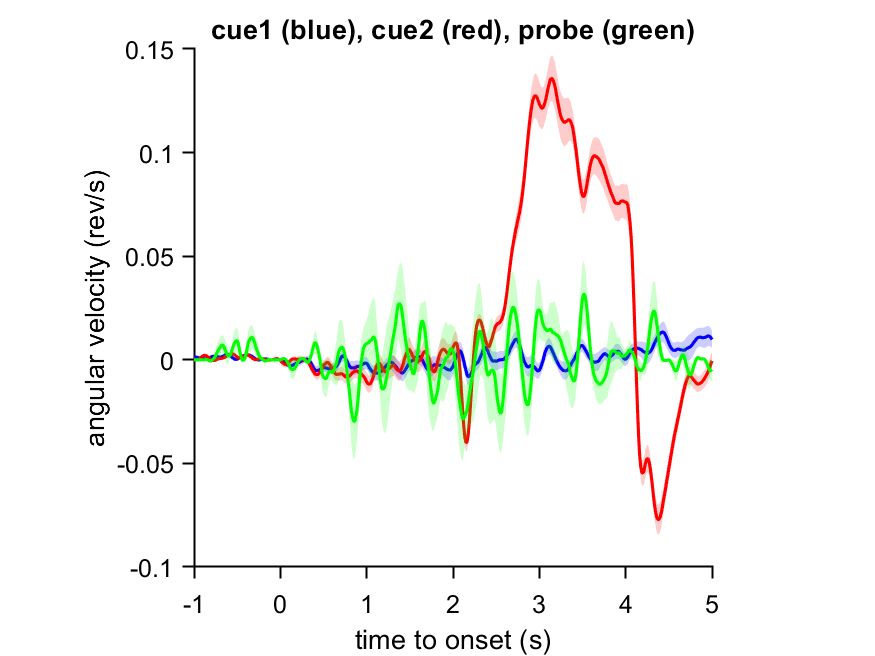 cue1 (blue), cue2 (red), probe (green)
0.15
0.1
0.05
0
-0.05
-0.1
angular velocity (rev/s)
-1 0 1 2 3 4 5
time to onset (s)